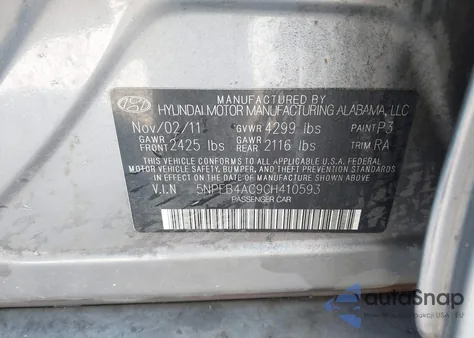 MANUFACTURED BY
HYUNDAI MOTOR MANUFACTURING ALABAMA, LLC
Nov/02/11 GVWR 4299 lbs PAINT P3
GAWR FRONT 2425 lbs GAWR REAR 2116 lbs TRIM RA
THIS VEHICLE CONFORMS TO ALL APPLICABLE U.S.A. FEDERAL
MOTOR VEHICLE SAFETY, BUMPER, AND THEFT PREVENTION
STANDARDS IN EFFECT ON THE DATE OF MANUFACTURE SHOWN ABOVE.
V.I.N 5NPEB4AC9CH410593
PASSENGER CAR
autoSnap